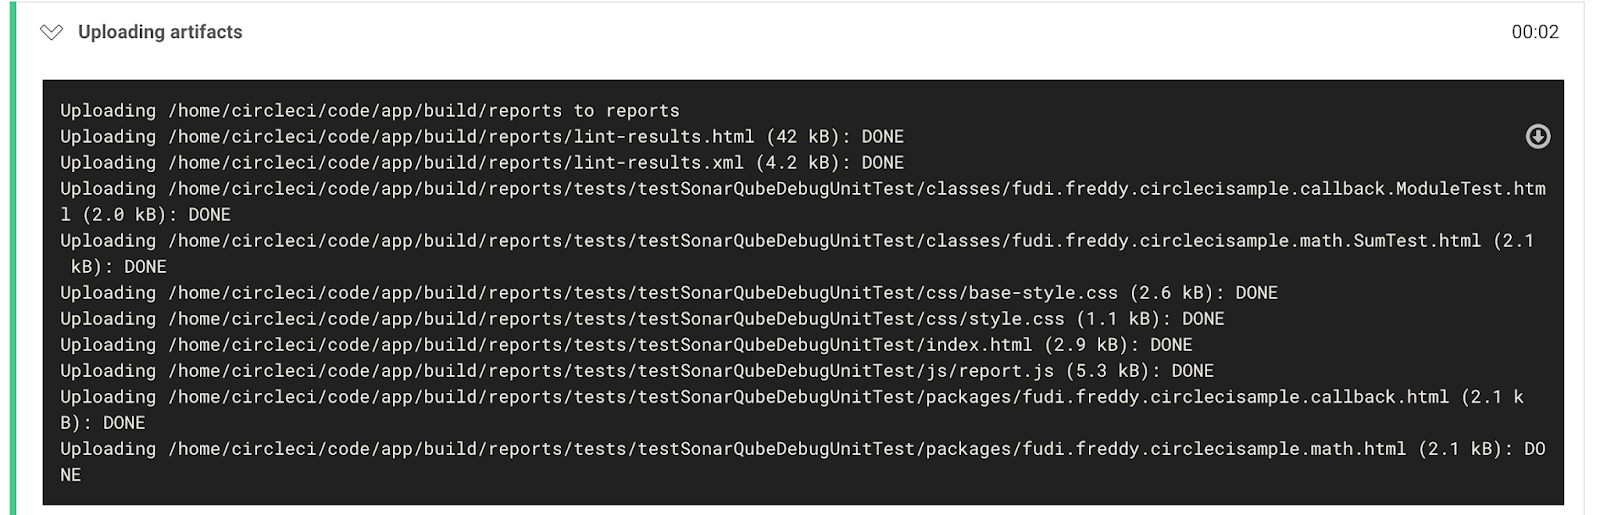 Uploading artifacts
00:02
Uploading /home/circleci/code/app/build/reports to reports
Uploading /home/circleci/code/app/build/reports/lint-results.html (42 kB): DONE
Uploading /home/circleci/code/app/build/reports/lint-results.xml (4.2 kB): DONE
Uploading /home/circleci/code/app/build/reports/tests/testSonarQubeDebugUnitTest/classes/fudi.freddy.circlecisample.callback.ModuleTest.htm
l (2.0 kB): DONE
Uploading /home/circleci/code/app/build/reports/tests/testSonarQubeDebugUnitTest/classes/fudi.freddy.circlecisample.math.SumTest.html (2.1
kB): DONE
Uploading /home/circleci/code/app/build/reports/tests/testSonarQubeDebugUnitTest/css/base-style.css (2.6 kB): DONE
Uploading /home/circleci/code/app/build/reports/tests/testSonarQubeDebugUnitTest/css/style.css (1.1 kB): DONE
Uploading /home/circleci/code/app/build/reports/tests/testSonarQubeDebugUnitTest/index.html (2.9 kB): DONE
Uploading /home/circleci/code/app/build/reports/tests/testSonarQubeDebugUnitTest/js/report.js (5.3 kB): DONE
Uploading /home/circleci/code/app/build/reports/tests/testSonarQubeDebugUnitTest/packages/fudi.freddy.circlecisample.callback.html (2.1 k
B): DONE
Uploading /home/circleci/code/app/build/reports/tests/testSonarQubeDebugUnitTest/packages/fudi.freddy.circlecisample.math.html (2.1 kB): DO
NE